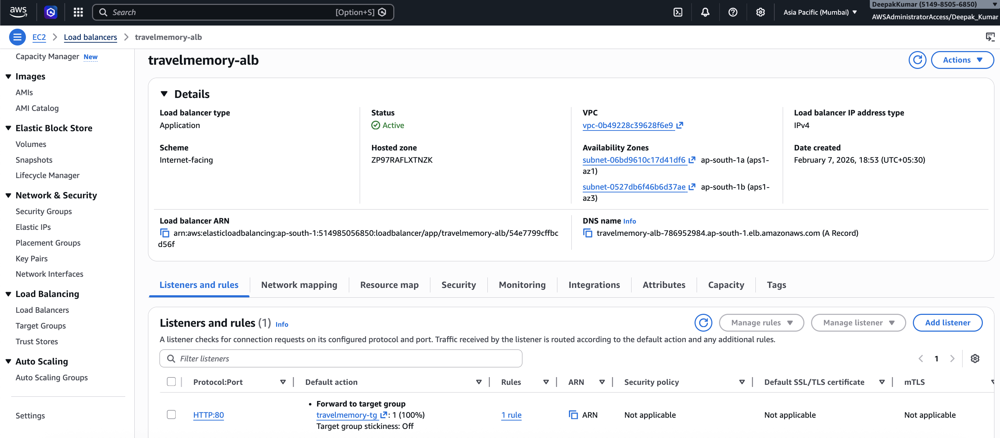 aws
Search [Option+S]
Asia Pacific (Mumbai)
DeepakKumar (5149-8505-6850)
AWSAdministratorAccess/Deepak_Kumar
EC2 Load balancers travelmemory-alb
Capacity Manager New
Images
AMIs
AMI Catalog
Elastic Block Store
Volumes
Snapshots
Lifecycle Manager
Network & Security
Security Groups
Elastic IPs
Placement Groups
Key Pairs
Network Interfaces
Load Balancing
Load Balancers
Target Groups
Trust Stores
Auto Scaling
Auto Scaling Groups
Settings
travelmemory-alb
Actions
Details
Load balancer type
Application
Status
Active
VPC
vpc-0b49228c39628f6e9
Load balancer IP address type
IPv4
Scheme
Internet-facing
Hosted zone
ZP97RAFLXTNZK
Availability Zones
subnet-06bd9610c17d41df6 ap-south-1a (aps1-
az1)
subnet-0527db6f46b6d37ae ap-south-1b (aps1-
az3)
Date created
February 7, 2026, 18:53 (UTC+05:30)
Load balancer ARN
arn:aws:elasticloadbalancing:ap-south-1:514985056850:loadbalancer/app/travelmemory-alb/54e7799cffbc
d56f
DNS name Info
travelmemory-alb-786952984.ap-south-1.elb.amazonaws.com (A Record)
Listeners and rules Network mapping Resource map Security Monitoring Integrations Attributes Capacity Tags
Listeners and rules (1) Info
Manage rules Manage listener Add listener
A listener checks for connection requests on its configured protocol and port. Traffic received by the listener is routed according to the default action and any additional rules.
Filter listeners
1
Protocol:Port Default action Rules ARN Security policy Default SSL/TLS certificate mTLS
• Forward to target group
HTTP:80 travelmemory-tg : 1 (100%) 1 rule ARN Not applicable Not applicable Not applicable
Target group stickiness: Off